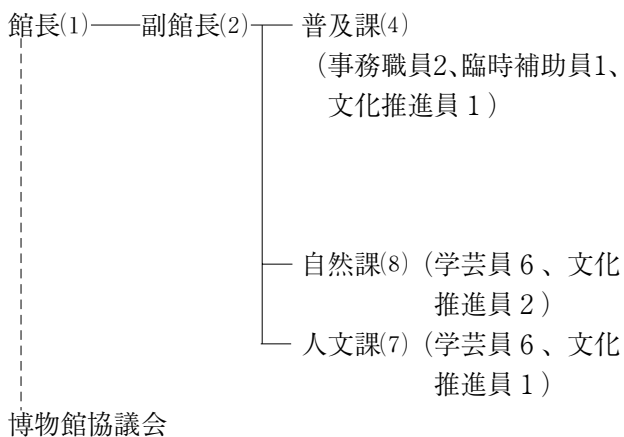 館長(1)――副館長(2)― 普及課(4)
(事務職員2、臨時補助員1、
文化推進員1)
自然課(8)(学芸員6、文化
推進員2)
人文課(7)(学芸員6、文化
推進員1)
博物館協議会